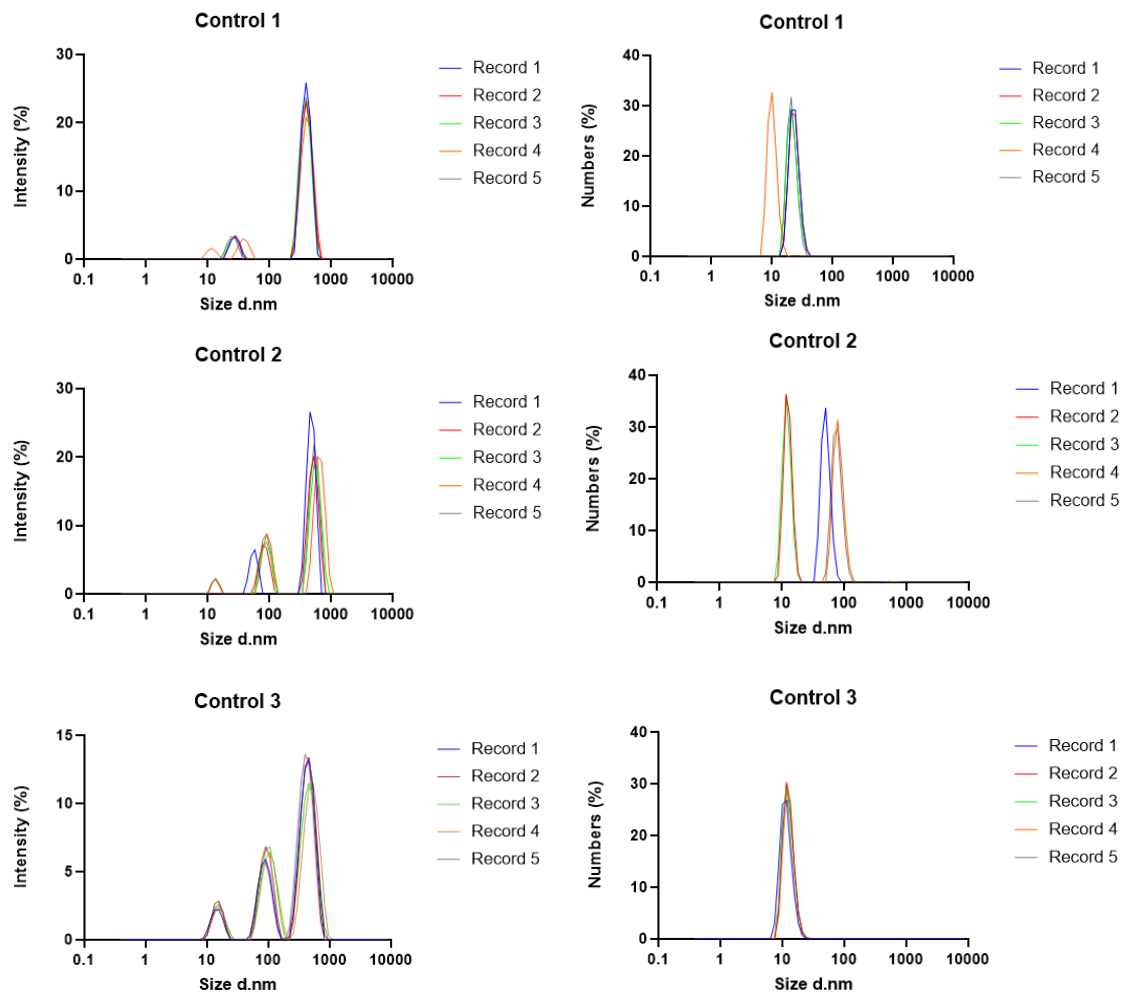 Control 1
Intensity (%)
30
20
10
0
0.1 1 10 100 1000 10000
Size d.nm
Record 1
Record 2
Record 3
Record 4
Record 5
Control 1
Numbers (%)
40
30
20
10
0
0.1 1 10 100 1000 10000
Size d.nm
Record 1
Record 2
Record 3
Record 4
Record 5
Control 2
Intensity (%)
30
20
10
0
0.1 1 10 100 1000 10000
Size d.nm
Record 1
Record 2
Record 3
Record 4
Record 5
Control 2
Numbers (%)
40
30
20
10
0
0.1 1 10 100 1000 10000
Size d.nm
Record 1
Record 2
Record 3
Record 4
Record 5
Control 3
Intensity (%)
15
10
5
0
0.1 1 10 100 1000 10000
Size d.nm
Record 1
Record 2
Record 3
Record 4
Record 5
Control 3
Numbers (%)
40
30
20
10
0
0.1 1 10 100 1000 10000
Size d.nm
Record 1
Record 2
Record 3
Record 4
Record 5